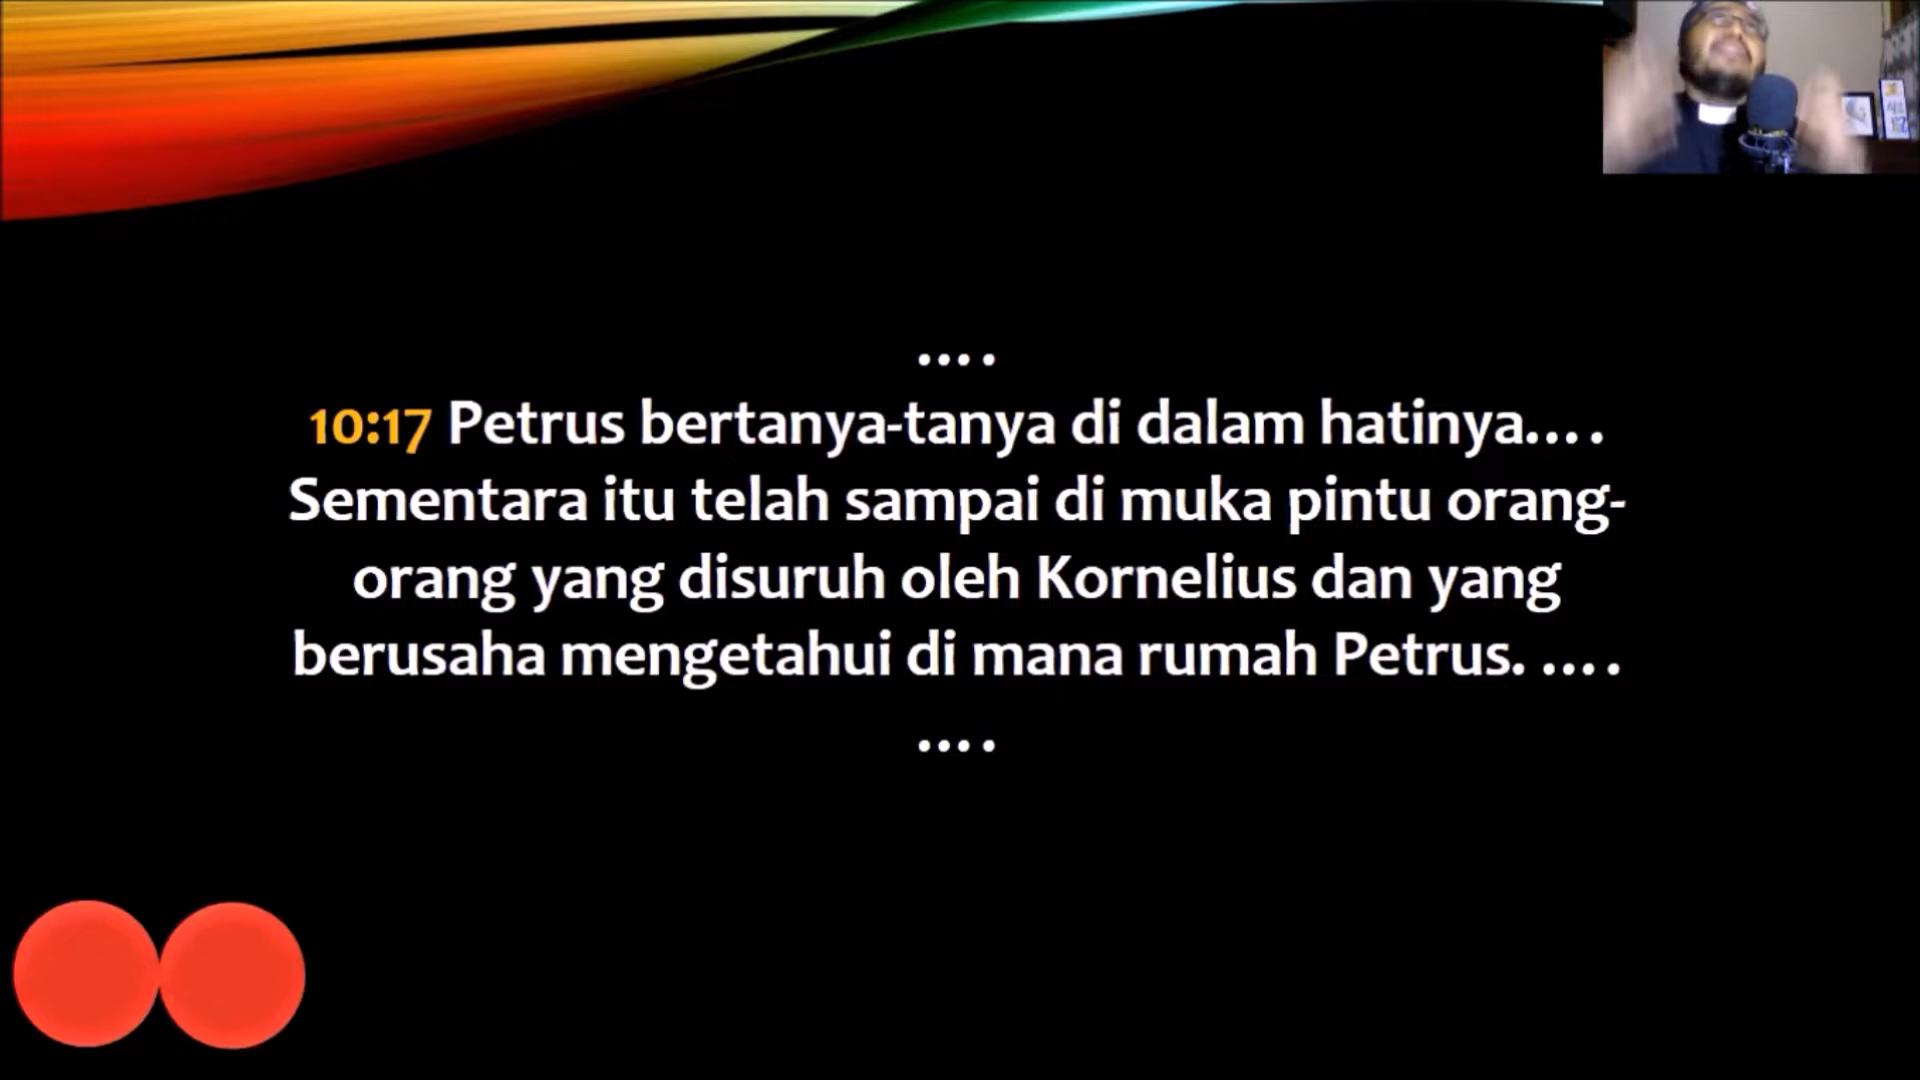 ....
10:17 Petrus bertanya-tanya di dalam hatinya....
Sementara itu telah sampai di muka pintu orang-
orang yang disuruh oleh Kornelius dan yang
berusaha mengetahui di mana rumah Petrus. ....
....